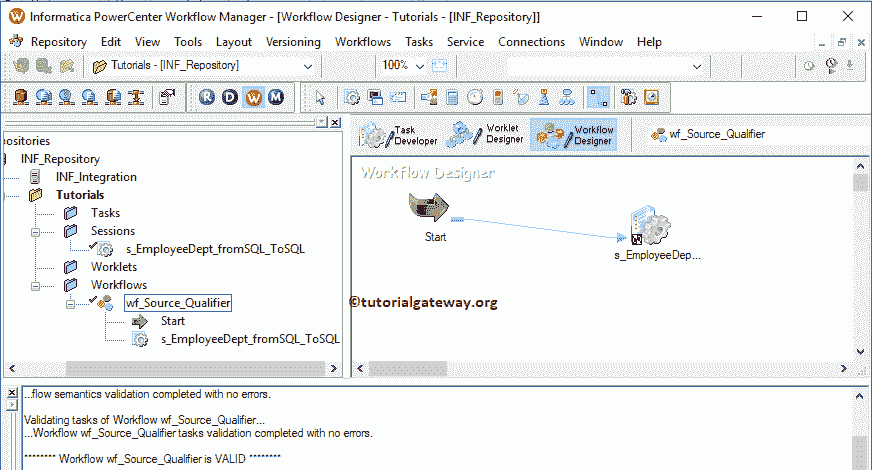 Informatica PowerCenter Workflow Manager - [Workflow Designer - Tutorials - [INF_Repository]]
Repository Edit View Tools Layout Versioning Workflows Tasks Service Connections Window Help
Tutorials - [INF_Repository] 100%
R D W M
Task Developer Worklet Designer Workflow Designer wf_Source_Qualifier
positories
INF_Repository
INF_Integration
Tutorials
Tasks
Sessions
s_EmployeeDept_fromSQL_ToSQL
Worklets
Workflows
wf_Source_Qualifier
Start
s_EmployeeDept_fromSQL_ToSQL
Workflow Designer
Start
s_EmployeeDep...
©tutorialgateway.org
...flow semantics validation completed with no errors.
Validating tasks of Workflow wf_Source_Qualifier...
...Workflow wf_Source_Qualifier tasks validation completed with no errors.
******** Workflow wf_Source_Qualifier is VALID ********